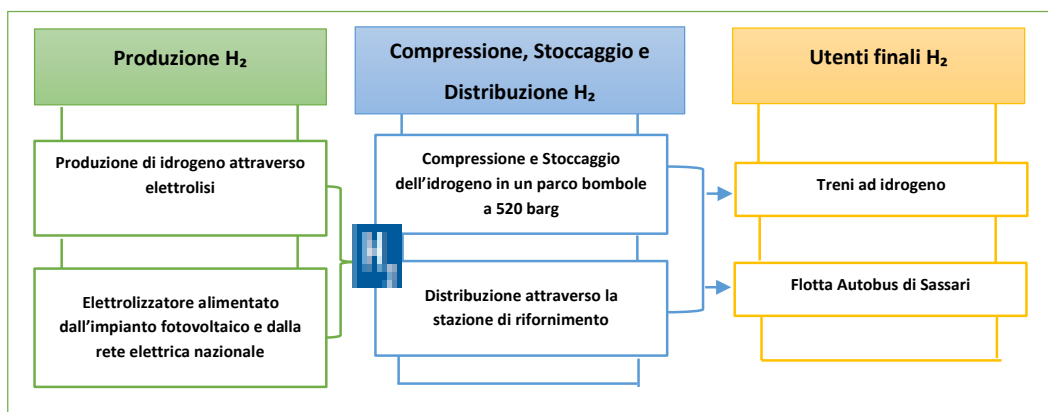 Produzione H₂
Produzione di idrogeno attraverso
elettrolisi
Elettrolizzatore alimentato
dall’impianto fotovoltaico e dalla
rete elettrica nazionale
H₂
Compressione, Stoccaggio e
Distribuzione H₂
Compressione e Stoccaggio
dell’idrogeno in un parco bombole
a 520 barg
Distribuzione attraverso la
stazione di rifornimento
Utenti finali H₂
Treni ad idrogeno
Flotta Autobus di Sassari